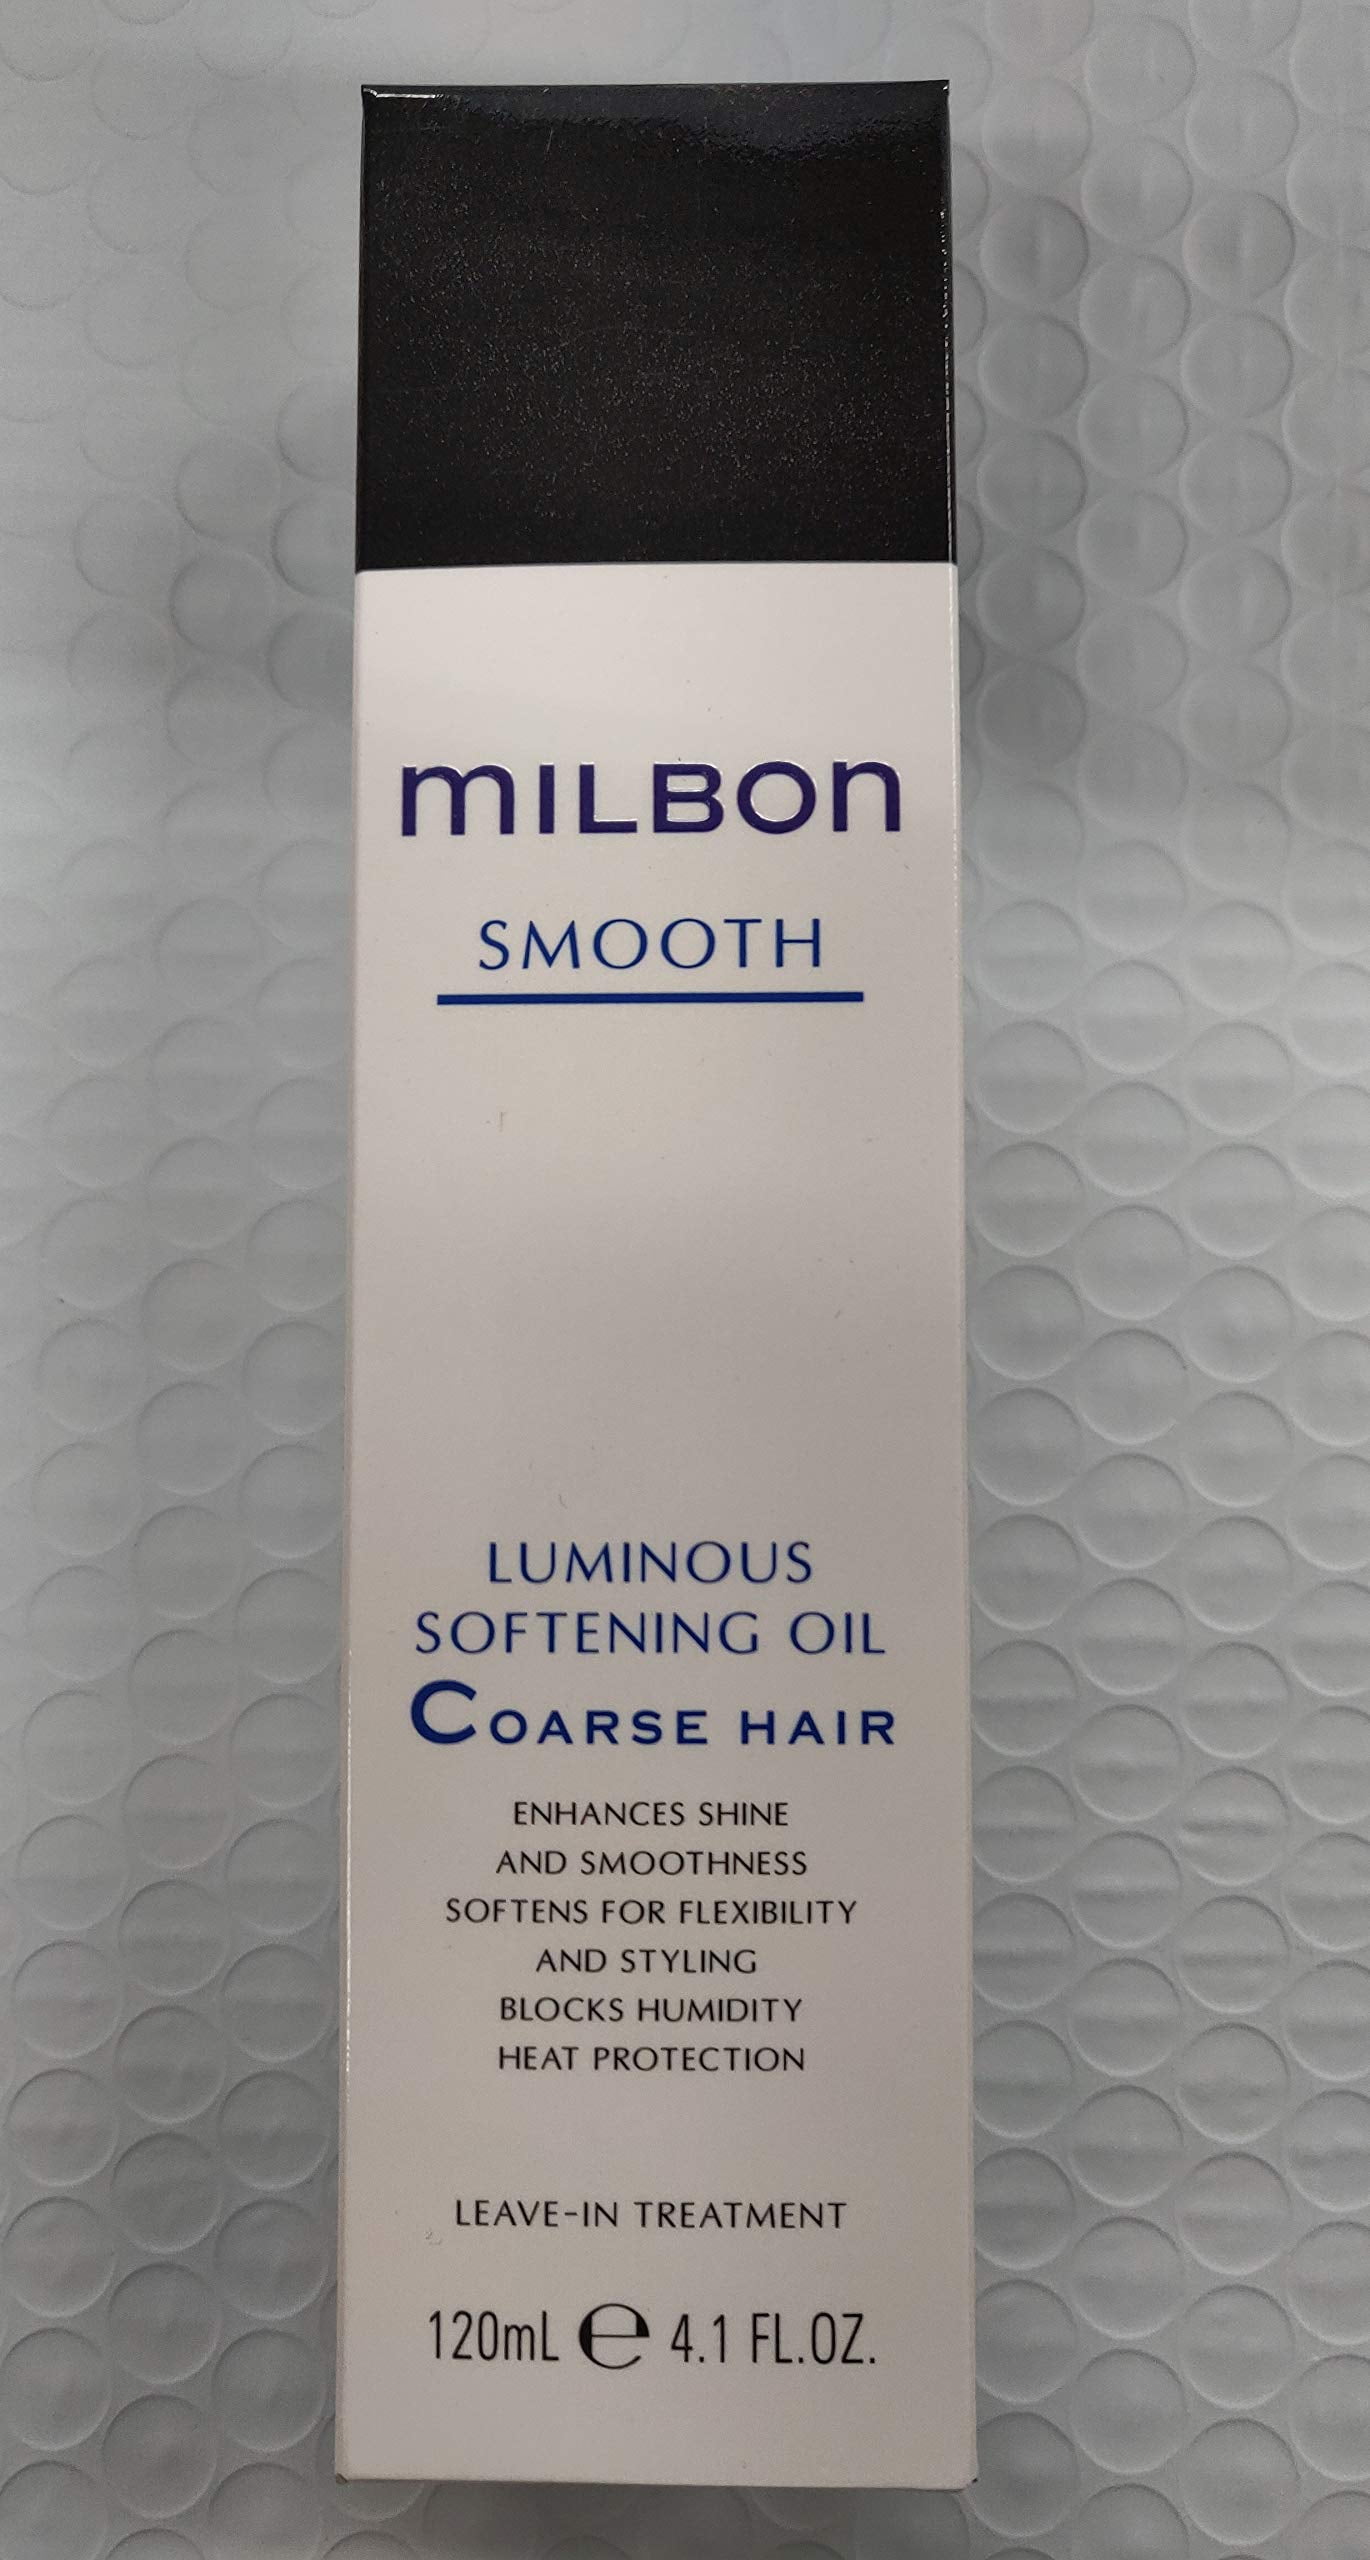 MILBON
SMOOTH
LUMINOUS
SOFTENING OIL
COARSE HAIR
ENHANCES SHINE
AND SMOOTHNESS
SOFTENS FOR FLEXIBILITY
AND STYLING
BLOCKS HUMIDITY
HEAT PROTECTION
LEAVE-IN TREATMENT
120mL ℮ 4.1 FL.OZ.